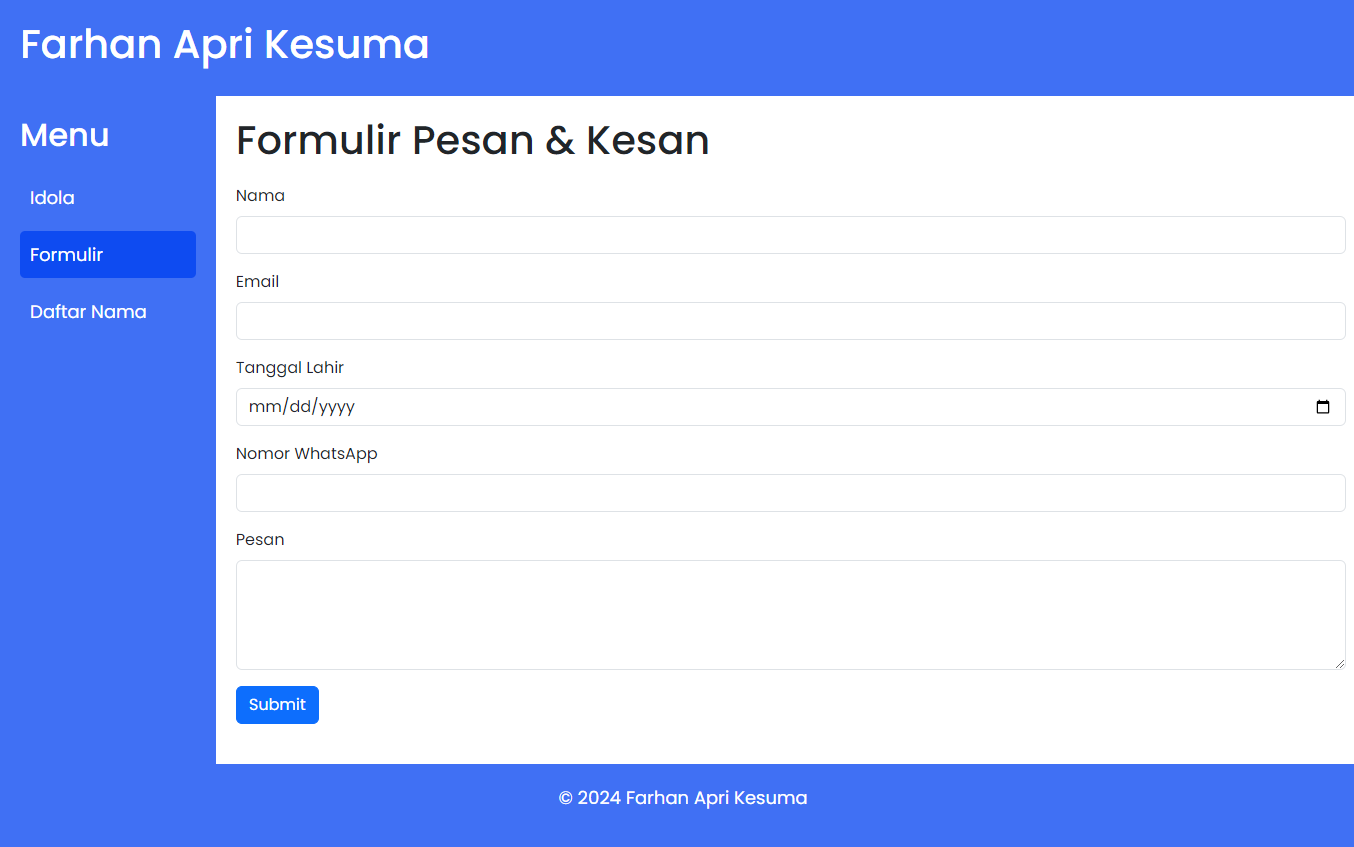 Farhan Apri Kesuma
Menu
Idola
Formulir
Daftar Nama
Formulir Pesan & Kesan
Nama
Email
Tanggal Lahir
mm/dd/yyyy
Nomor WhatsApp
Pesan
Submit
© 2024 Farhan Apri Kesuma